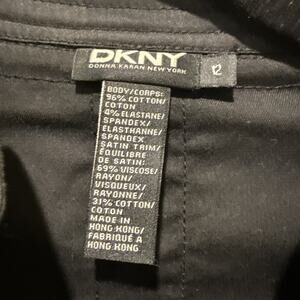 DKNY
DONNA KARAN NEW YORK
12
BODY/CORPS:
96% COTTON/
COTON
4% ELASTANE/
SPANDEX/
ELASTHANNE/
SPANDEX
SATIN TRIM/
ÉQUILIBRE
DE SATIN:
69% VISCOSE/
RAYON/
VISQUEUX/
RAYONNE
31% COTTON/
COTON
MADE IN
HONG KONG/
FABRIQUÉ À
HONG KONG